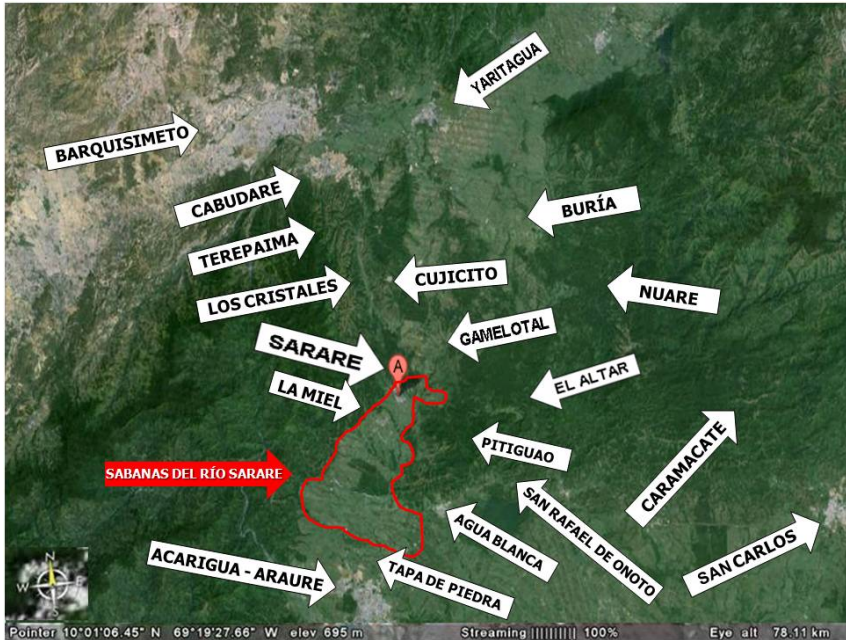 YARITAGUA
BARQUISIMETO
CABUDARE
BURÍA
TEREPAIMA
CUJICITO
LOS CRISTALES
NUARE
GAMELOTAL
SARARE
A
LA MIEL
EL ALTAR
PITIGUAO
CARAMACATE
SABANAS DEL RÍO SARARE
SAN RAFAEL DE ONOTO
AGUA BLANCA
SAN CARLOS
ACARIGUA - ARAURE
TAPA DE PIEDRA
N
W
E
S
Pointer 10°01'06.45" N 69°19'27.66" W elev 695 m Streaming |||||||||| 100% Eye alt 78.11 km